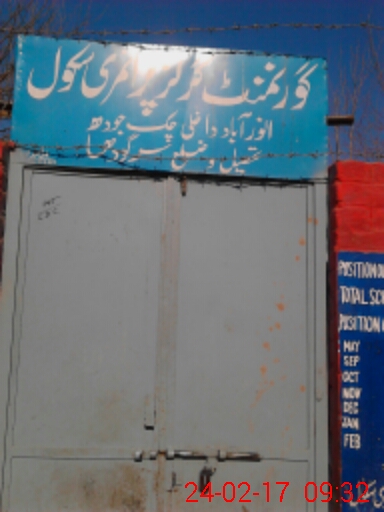 گورنمنٹ گرلز پرائمری سکول
انور آباد داخلی چک جودھ
تحصیل و ضلع سرگودھا
POSITION
TOTAL SC
POSITION
MAY
SEP
OCT
NOV
DEC
JAN
FEB
24-02-17 09:32